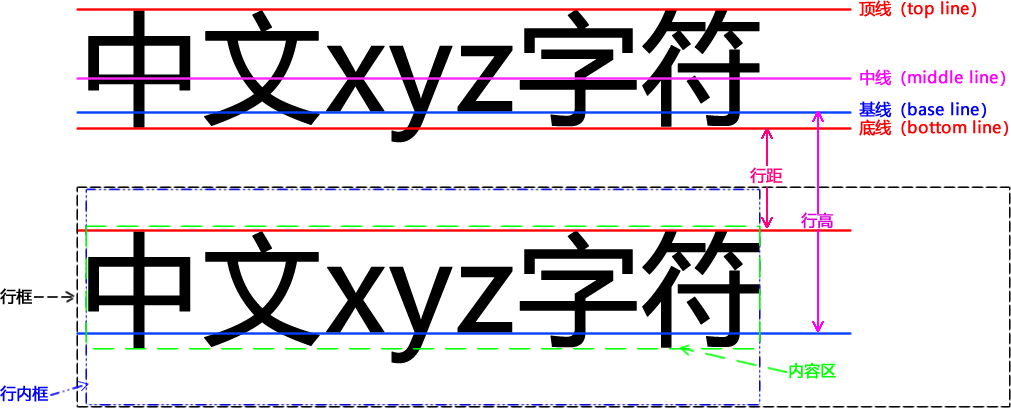 顶线（top line）
中文xyz字符
中线（middle line）
基线（base line）
底线（bottom line）
行距
行高
中文xyz字符
行框
内容区
行内框